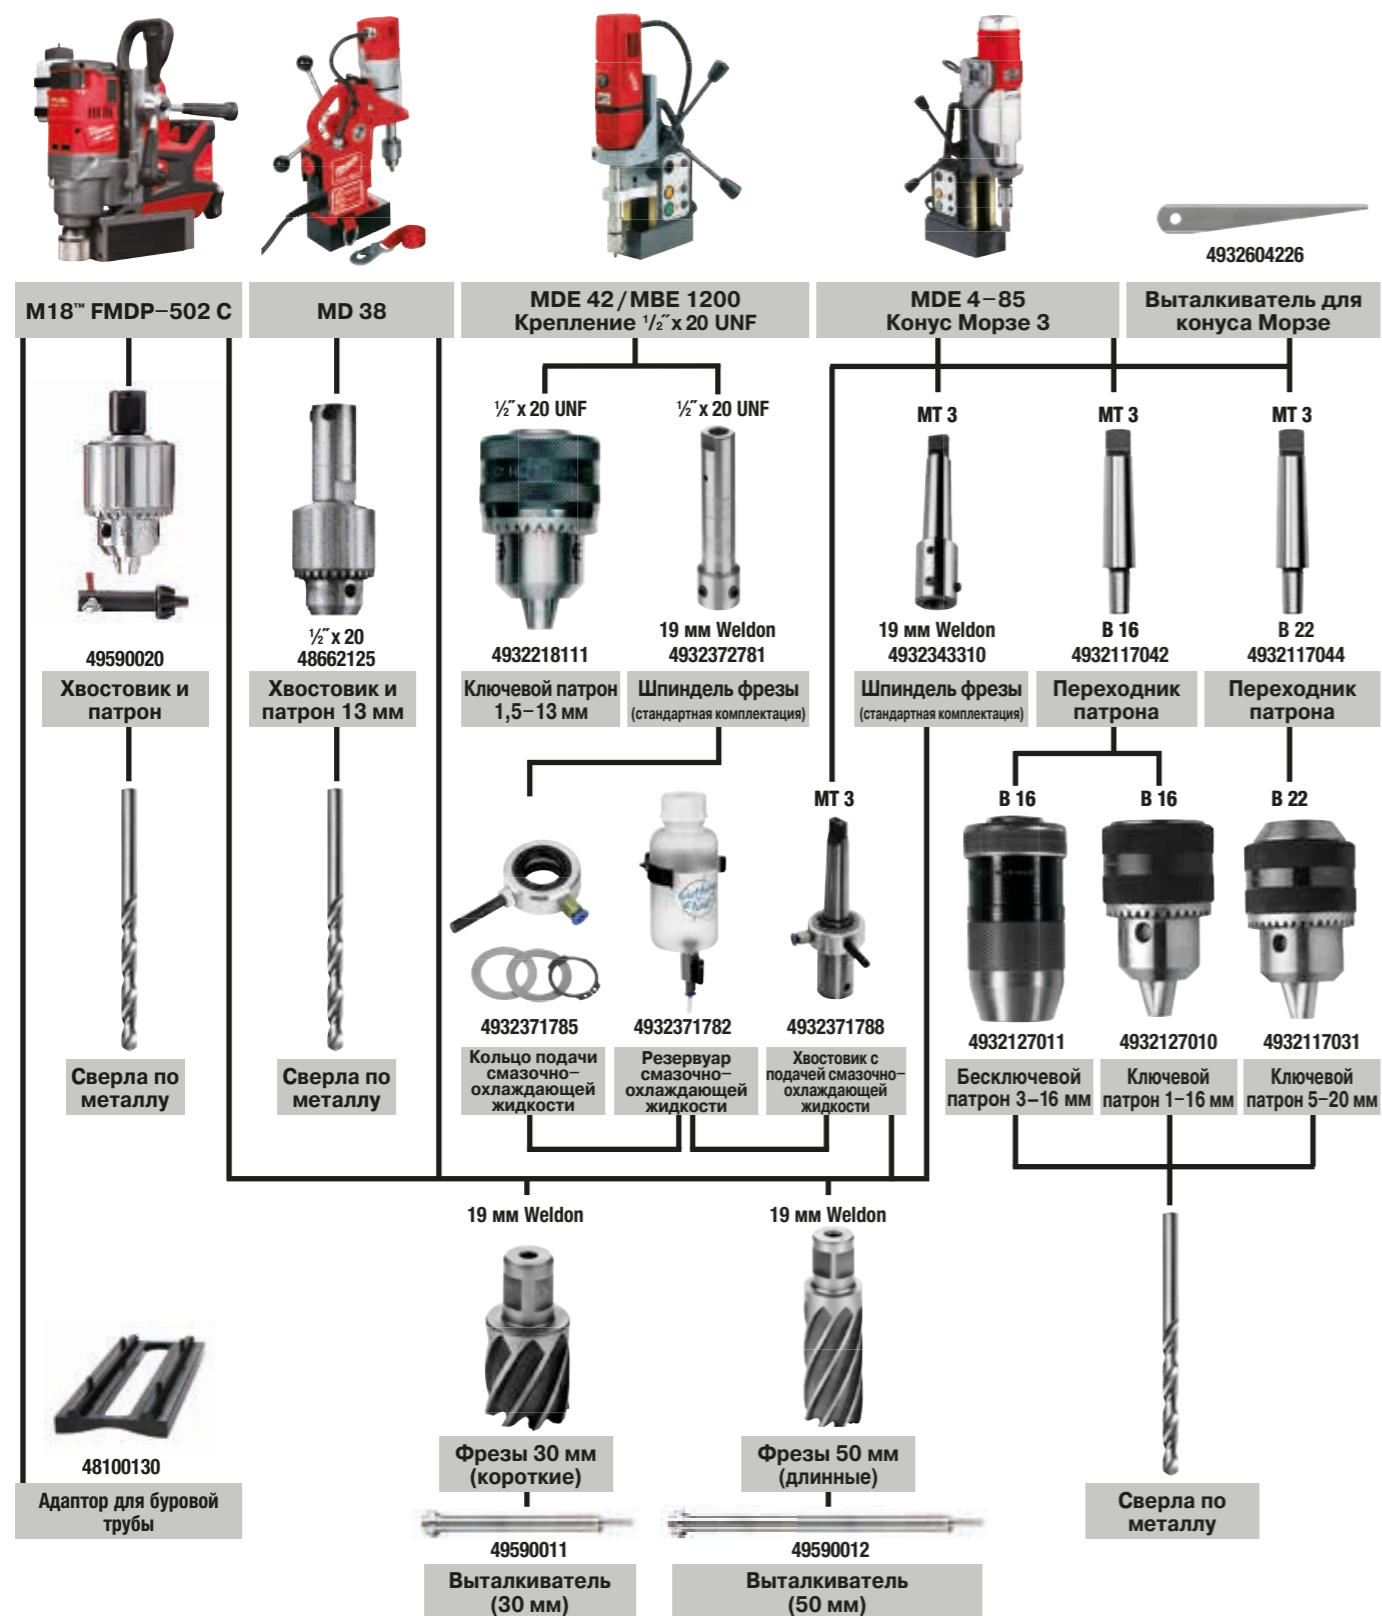 4932604226
M18™ FMDP–502 C
MD 38
MDE 42/MBE 1200
Крепление ½˝x 20 UNF
MDE 4–85
Конус Морзе 3
Выталкиватель для
конуса Морзе
½˝x 20 UNF
½˝x 20 UNF
MT 3
MT 3
MT 3
49590020
½˝x 20
48662125
4932218111
19 мм Weldon
4932372781
19 мм Weldon
4932343310
B 16
4932117042
B 22
4932117044
Хвостовик и
патрон
Хвостовик и
патрон 13 мм
Ключевой патрон
1,5–13 мм
Шпиндель фрезы
(стандартная комплектация)
Шпиндель фрезы
(стандартная комплектация)
Переходник
патрона
Переходник
патрона
MT 3
B 16
B 16
B 22
4932371785
4932371782
4932371788
4932127011
4932127010
4932117031
Сверла по
металлу
Сверла по
металлу
Кольцо подачи
смазочно–
охлаждающей
жидкости
Резервуар
смазочно–
охлаждающей
жидкости
Хвостовик с
подачей смазочно–
охлаждающей
жидкости
Бесключевой
патрон 3–16 мм
Ключевой
патрон 1–16 мм
Ключевой
патрон 5–20 мм
19 мм Weldon
19 мм Weldon
48100130
Адаптор для буровой
трубы
Фрезы 30 мм
(короткие)
Фрезы 50 мм
(длинные)
Сверла по
металлу
49590011
49590012
Выталкиватель
(30 мм)
Выталкиватель
(50 мм)